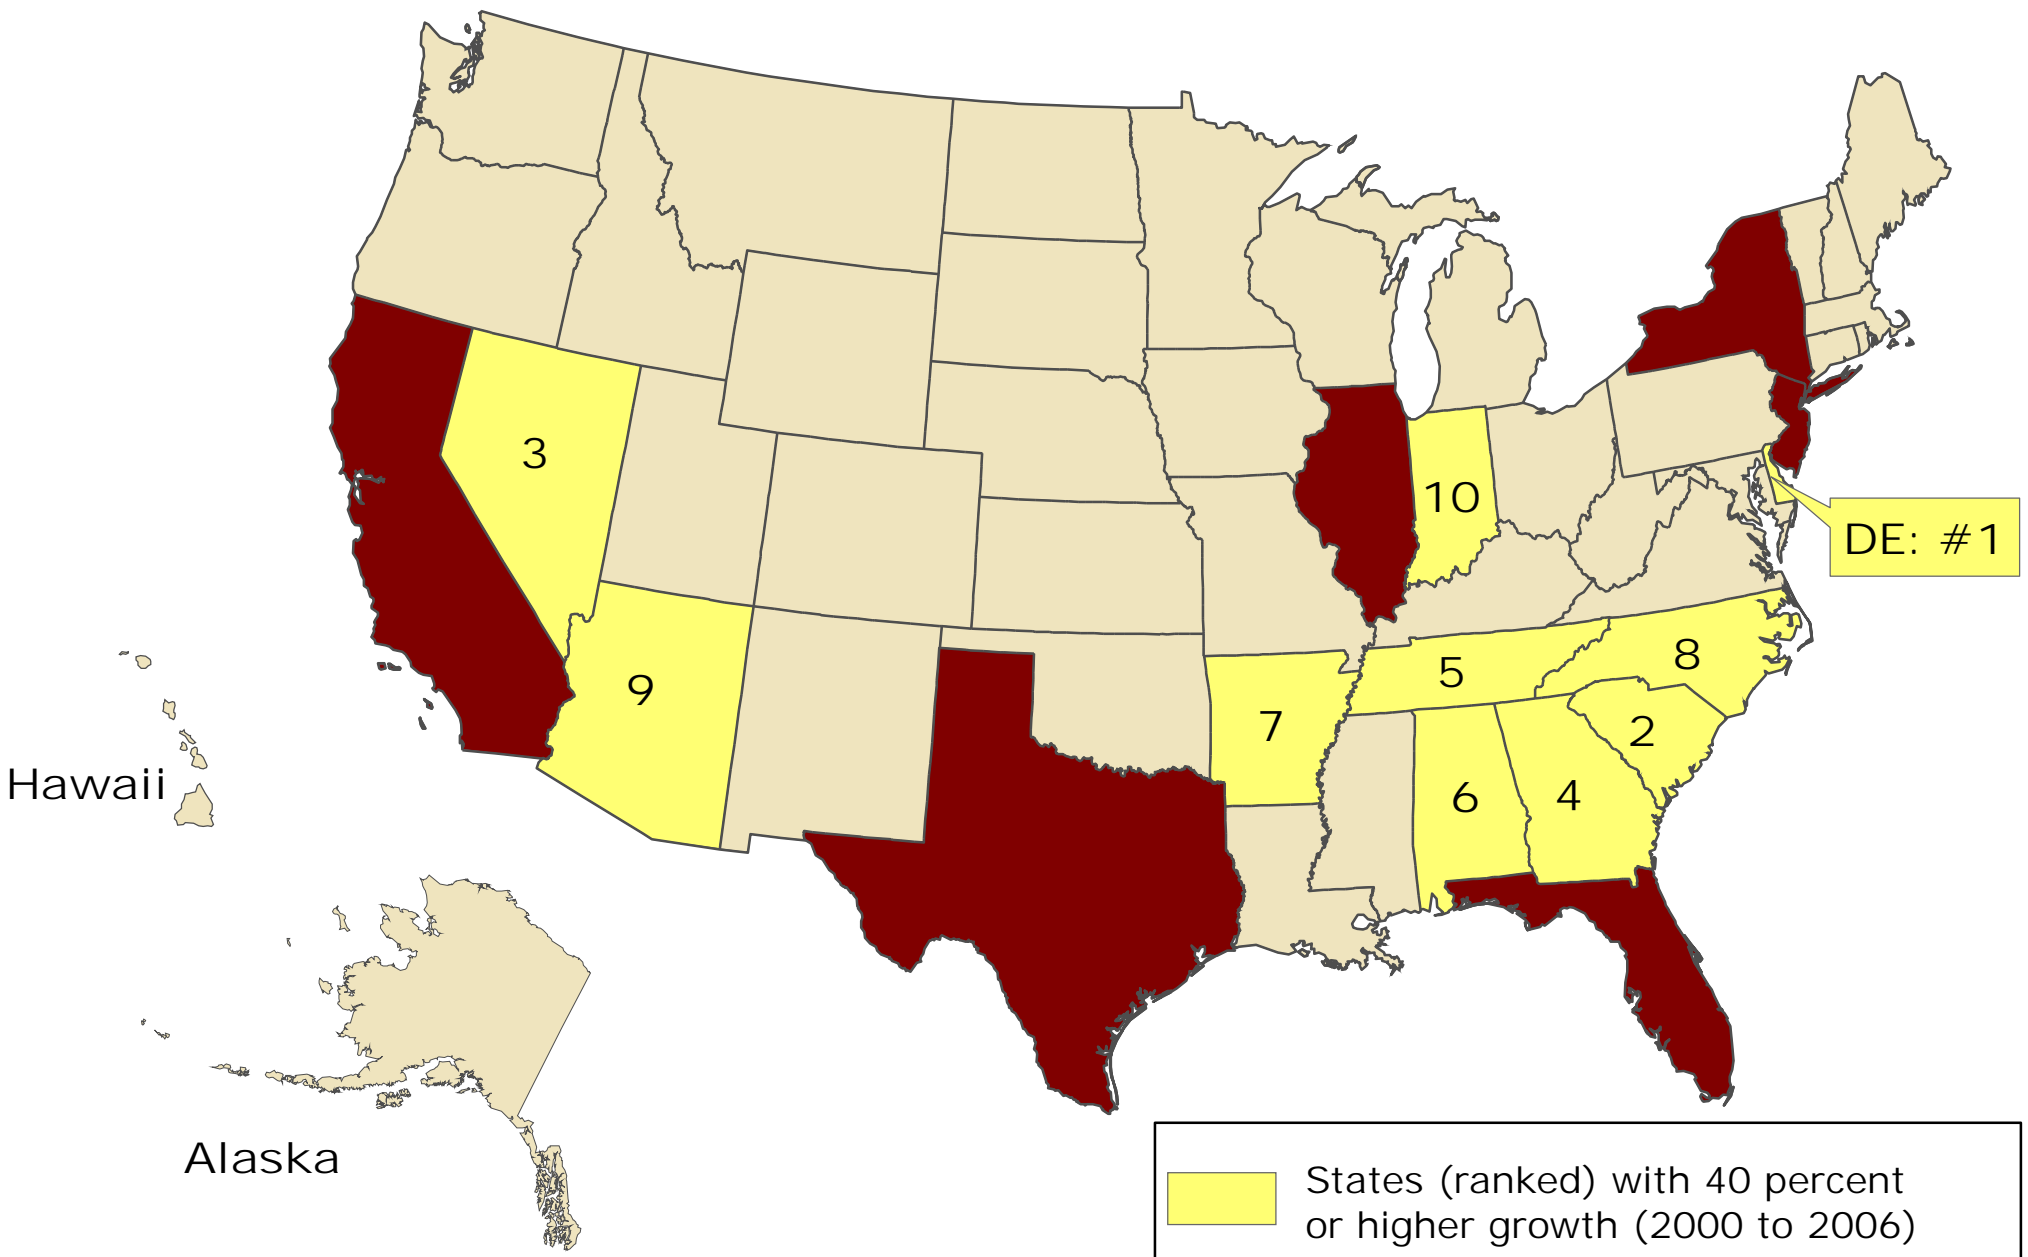 3
10
DE: #1
9
5
8
7
2
6
4
Hawaii
Alaska
States (ranked) with 40 percent
or higher growth (2000 to 2006)